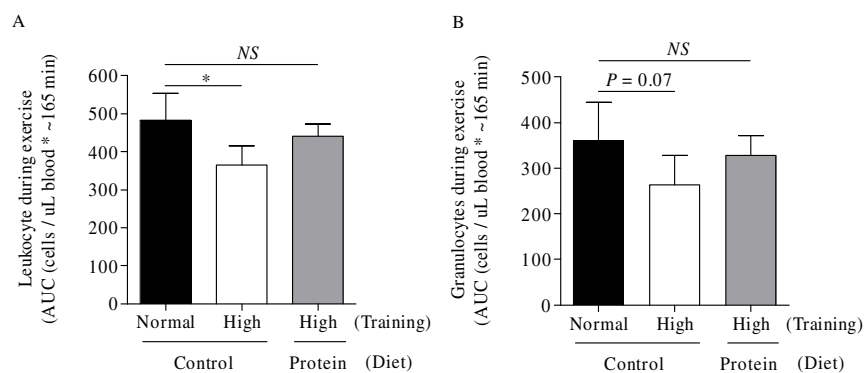 A
NS
*
Leukocyte during exercise
(AUC (cells / uL blood * ~165 min)
600
500
400
300
200
100
0
Normal High High (Training)
Control Protein (Diet)
B
NS
P = 0.07
Granulocytes during exercise
(AUC (cells / uL blood * ~165 min)
500
400
300
200
100
0
Normal High High (Training)
Control Protein (Diet)